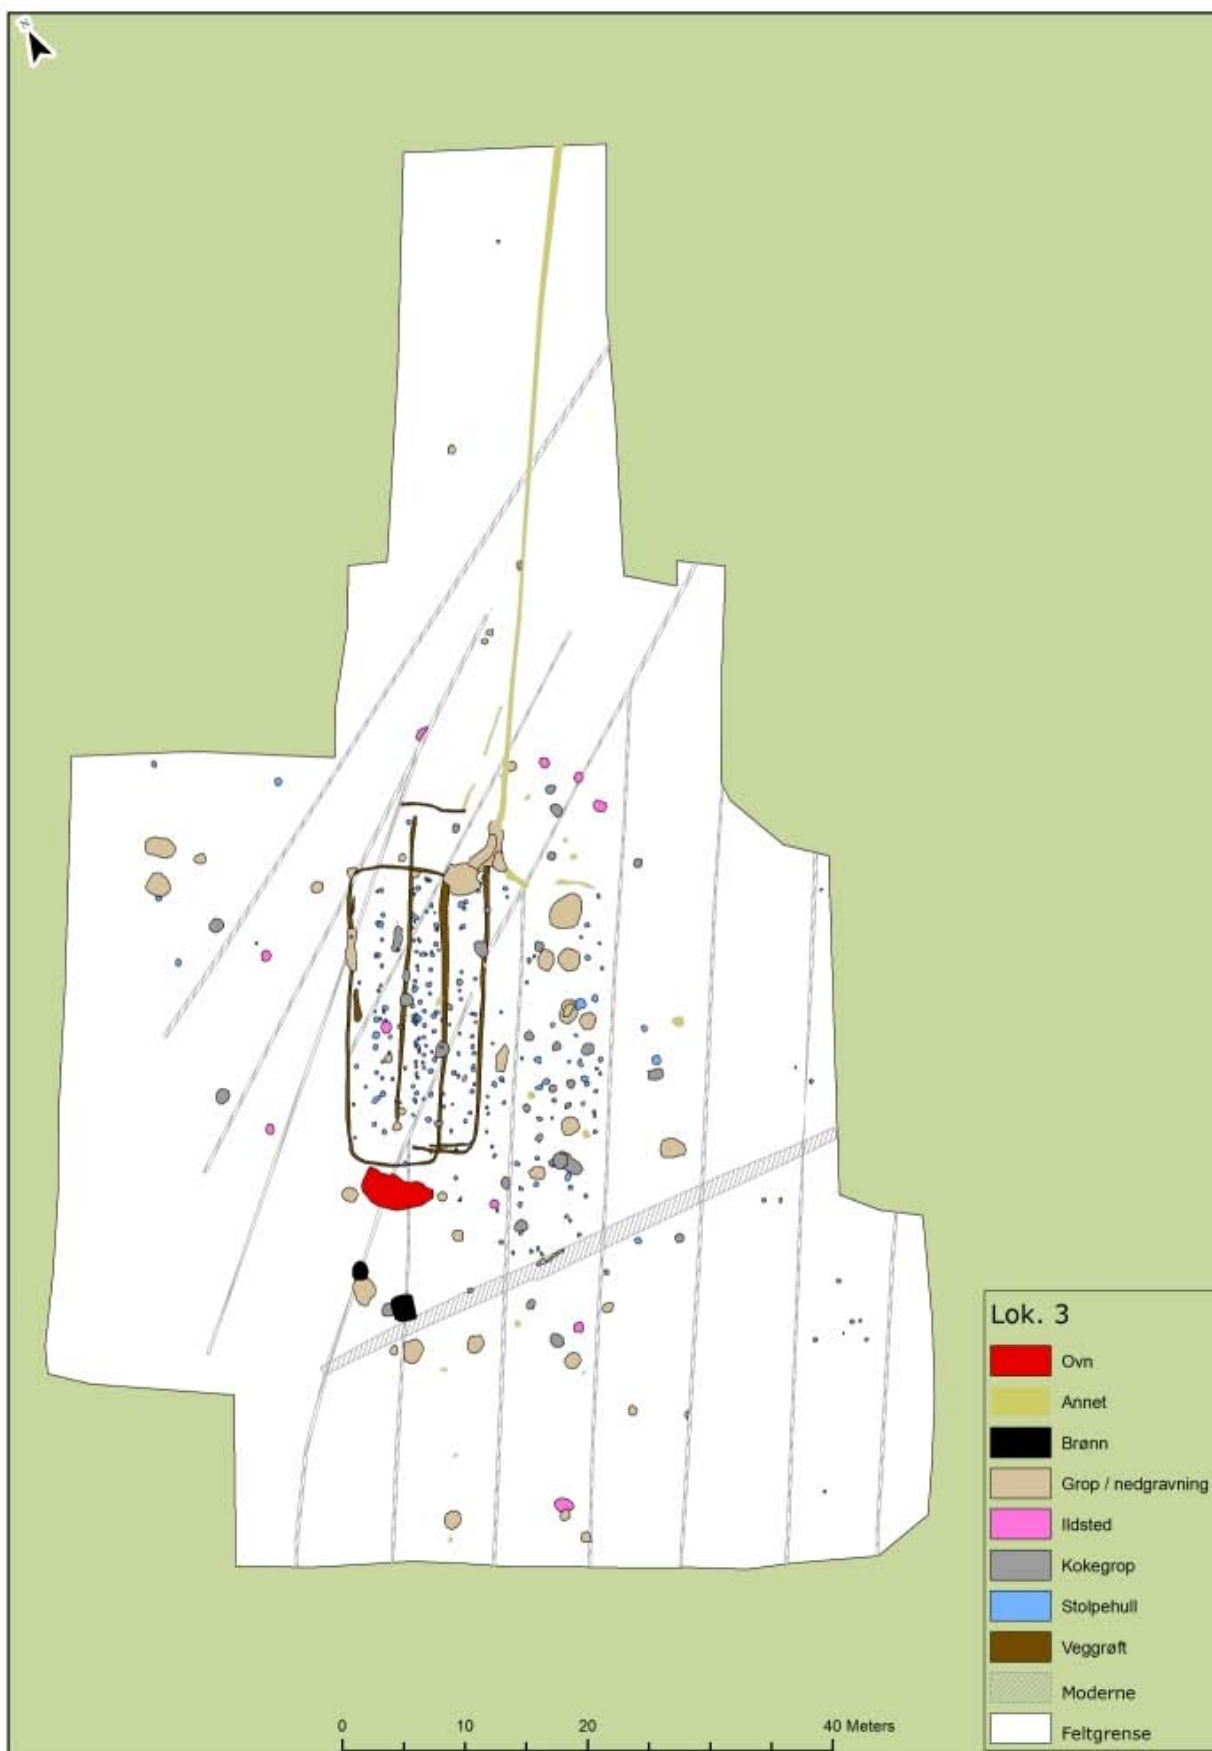 N
Lok. 3
Ovn
Annet
Brønn
Grop / nedgravning
Ildsted
Kokegrop
Stolpehull
Veggrøft
Moderne
Feltgrense
0 10 20 40 Meters